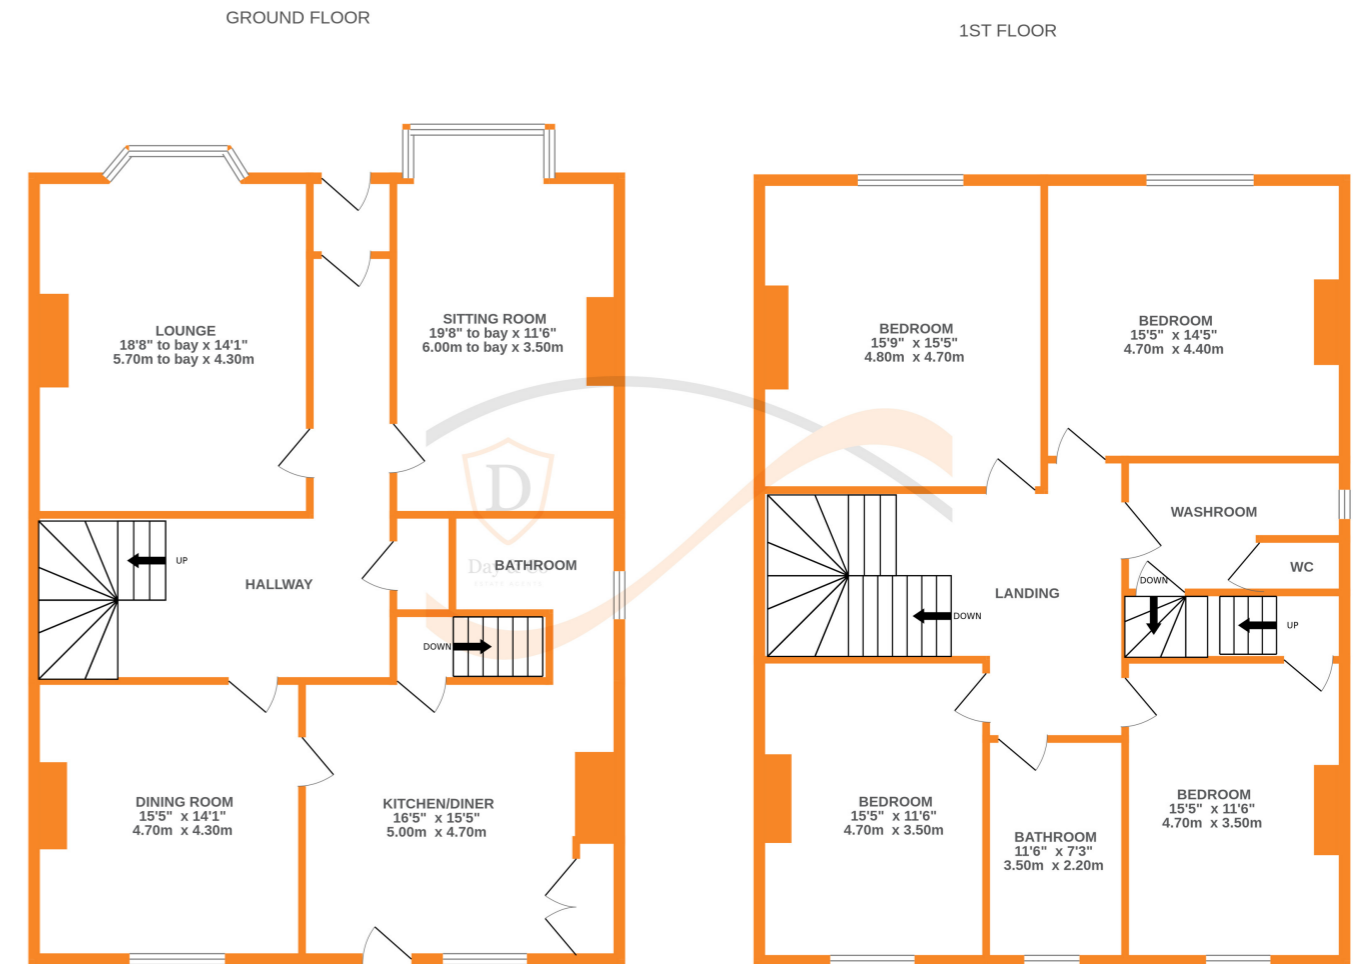 GROUND FLOOR
1ST FLOOR
LOUNGE
18'8" to bay x 14'1"
5.70m to bay x 4.30m
SITTING ROOM
19'8" to bay x 11'6"
6.00m to bay x 3.50m
BEDROOM
15'9" x 15'5"
4.80m x 4.70m
BEDROOM
15'5" x 14'5"
4.70m x 4.40m
D
WASHROOM
UP
BATHROOM
HALLWAY
WC
DOWN
LANDING
DOWN
UP
DOWN
DINING ROOM
15'5" x 14'1"
4.70m x 4.30m
KITCHEN/DINER
16'5" x 15'5"
5.00m x 4.70m
BEDROOM
15'5" x 11'6"
4.70m x 3.50m
BATHROOM
11'6" x 7'3"
3.50m x 2.20m
BEDROOM
15'5" x 11'6"
4.70m x 3.50m